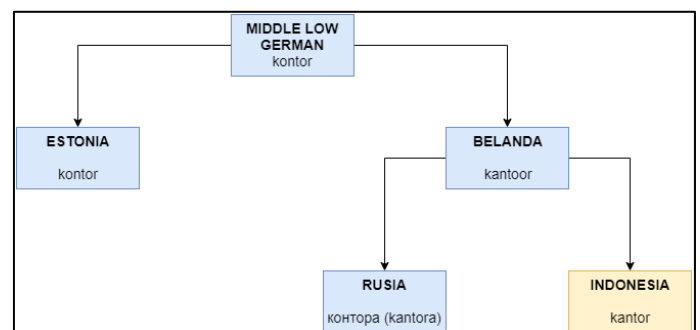 MIDDLE LOW
GERMAN
kontor
ESTONIA
kontor
BELANDA
kantoor
RUSIA
контора (kantora)
INDONESIA
kantor